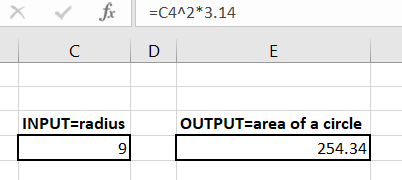 fx =C4^2*3.14
C D E
INPUT=radius OUTPUT=area of a circle
9 254.34